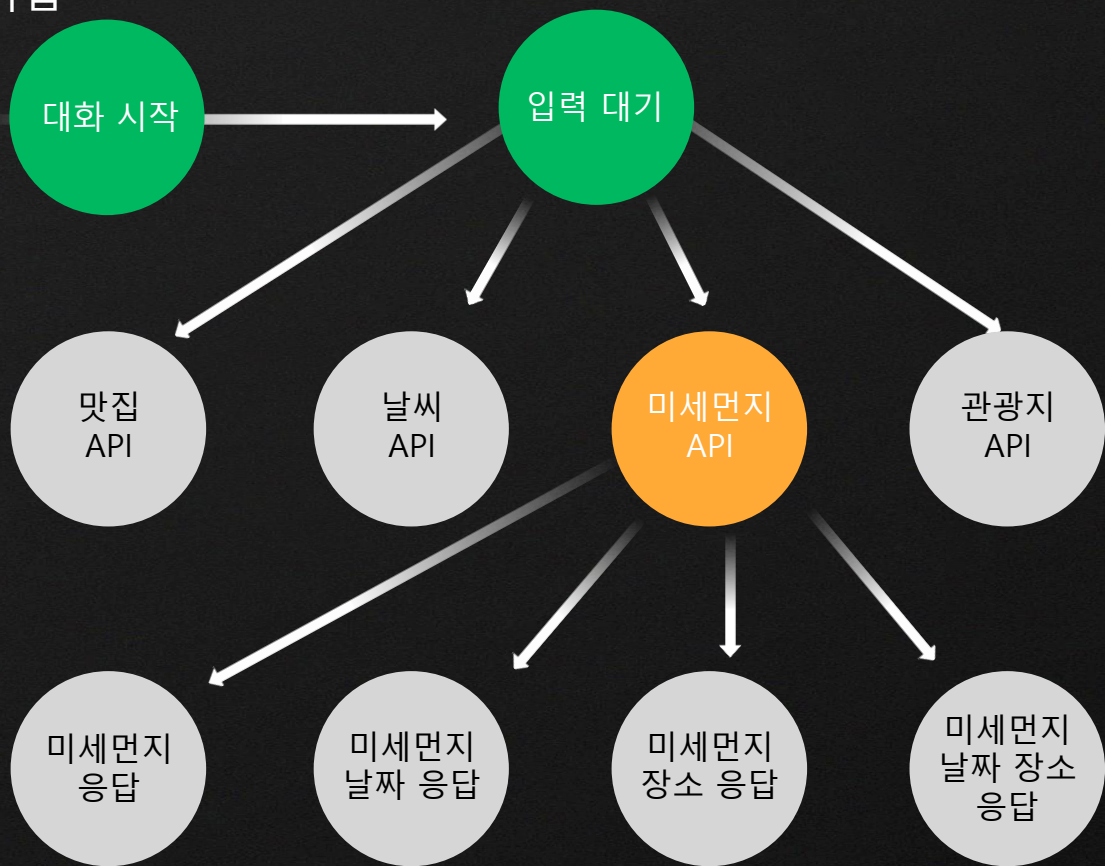 대화 시작
입력 대기
맛집
API
날씨
API
미세먼지
API
관광지
API
미세먼지
응답
미세먼지
날짜 응답
미세먼지
장소 응답
미세먼지
날짜 장소
응답